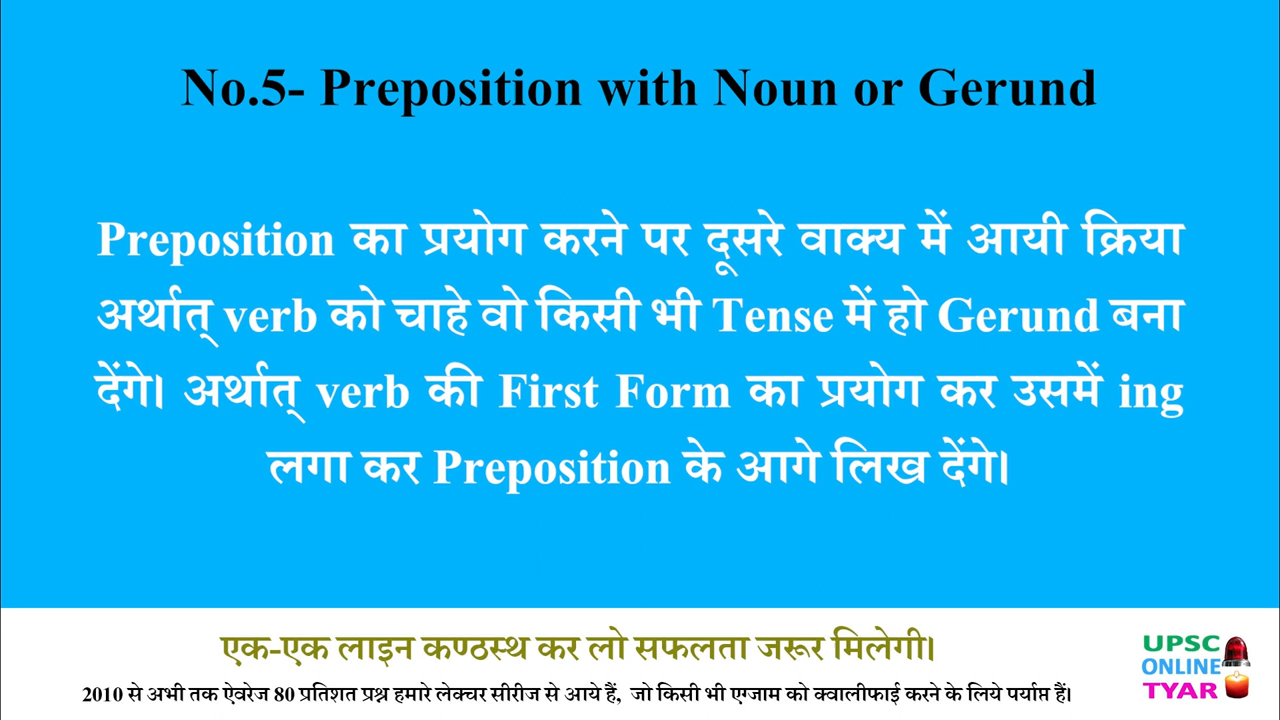 No.5- Preposition with Noun or Gerund
Preposition का प्रयोग करने पर दूसरे वाक्य में आयी क्रिया
अर्थात् verb को चाहे वो किसी भी Tense में हो Gerund बना
देंगे। अर्थात् verb की First Form का प्रयोग कर उसमें ing
लगा कर Preposition के आगे लिख देंगे।
एक-एक लाइन कण्ठस्थ कर लो सफलता जरूर मिलेगी।
2010 से अभी तक ऐवरेज 80 प्रतिशत प्रश्न हमारे लेक्चर सीरीज से आये हैं, जो किसी भी एग्जाम को क्वालीफाई करने के लिये पर्याप्त हैं।
UPSC
ONLINE
TYAR